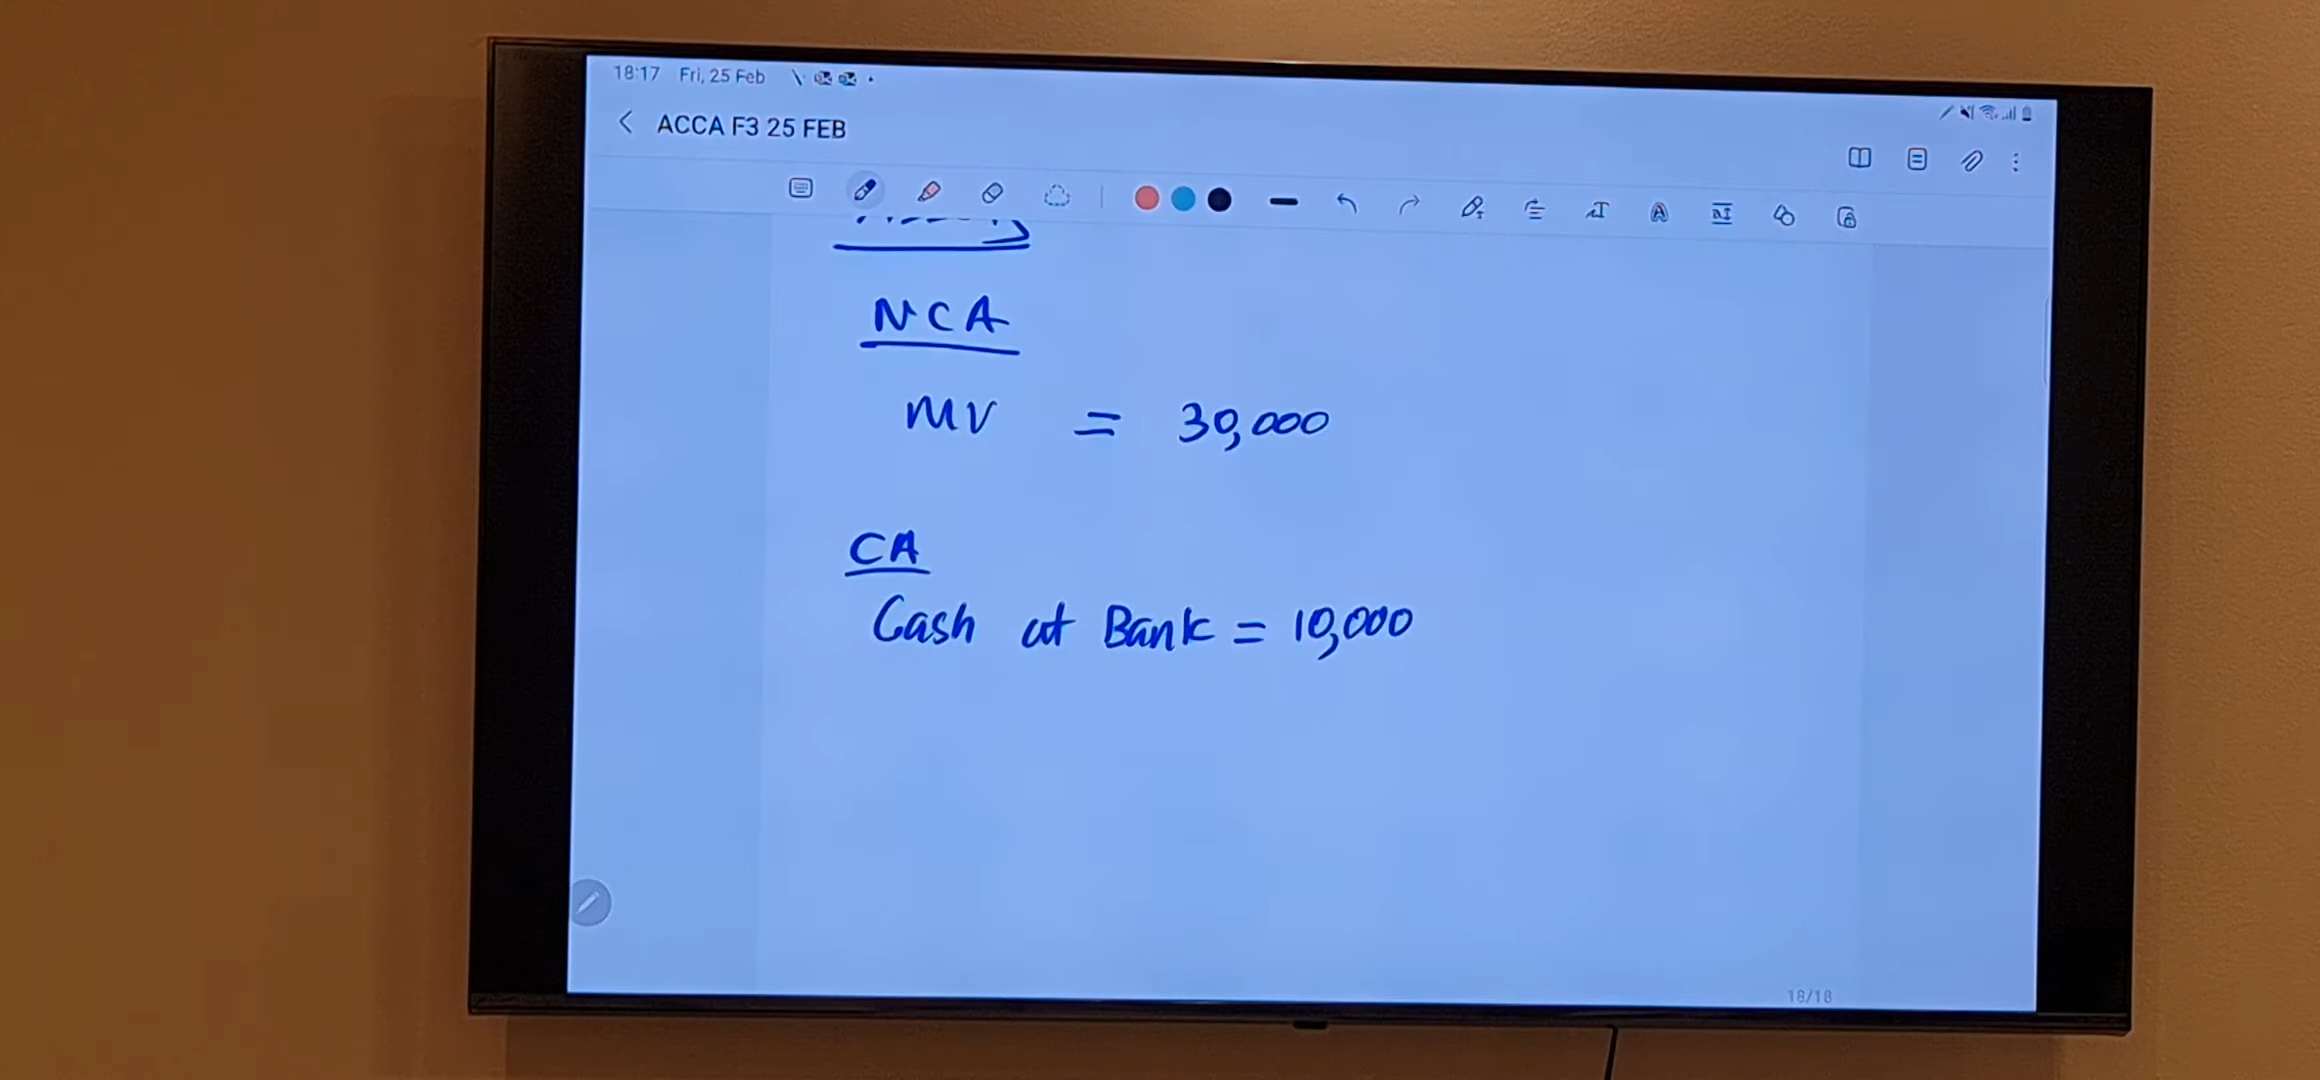 18:17 Fri, 25 Feb
ACCA F3 25 FEB
NCA
MV = 30,000
CA
Cash at Bank = 10,000
18/18